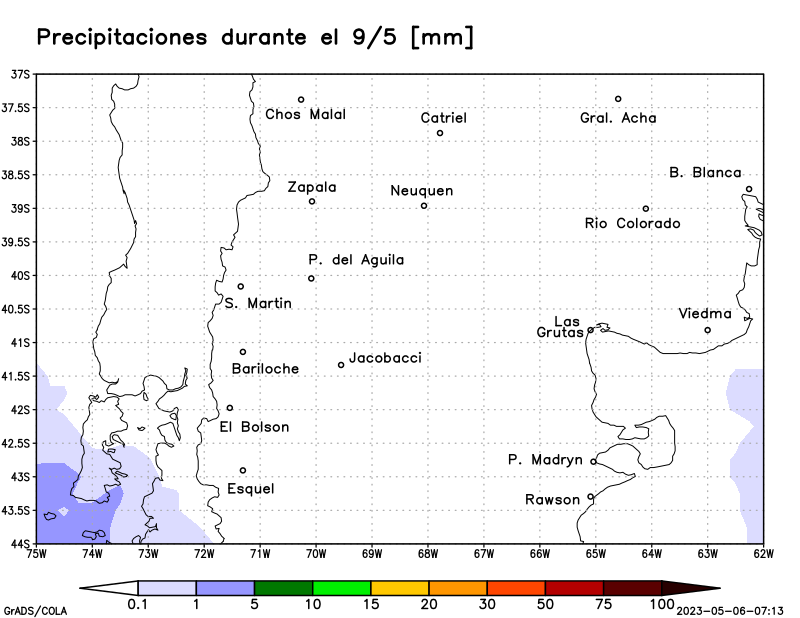 Precipitaciones durante el 9/5 [mm]
37S
37.5S
38S
38.5S
39S
39.5S
40S
40.5S
41S
41.5S
42S
42.5S
43S
43.5S
44S
Chos Malal
Gral. Acha
Catriel
B. Blanca
Zapala
Neuquen
Rio Colorado
P. del Aguila
S. Martin
Viedma
Las
Grutas
Jacobacci
Bariloche
El Bolson
P. Madryn
Esquel
Rawson
75W 74W 73W 72W 71W 70W 69W 68W 67W 66W 65W 64W 63W 62W
0.1 1 5 10 15 20 30 50 75 100
GrADS/COLA
2023-05-06-07:13